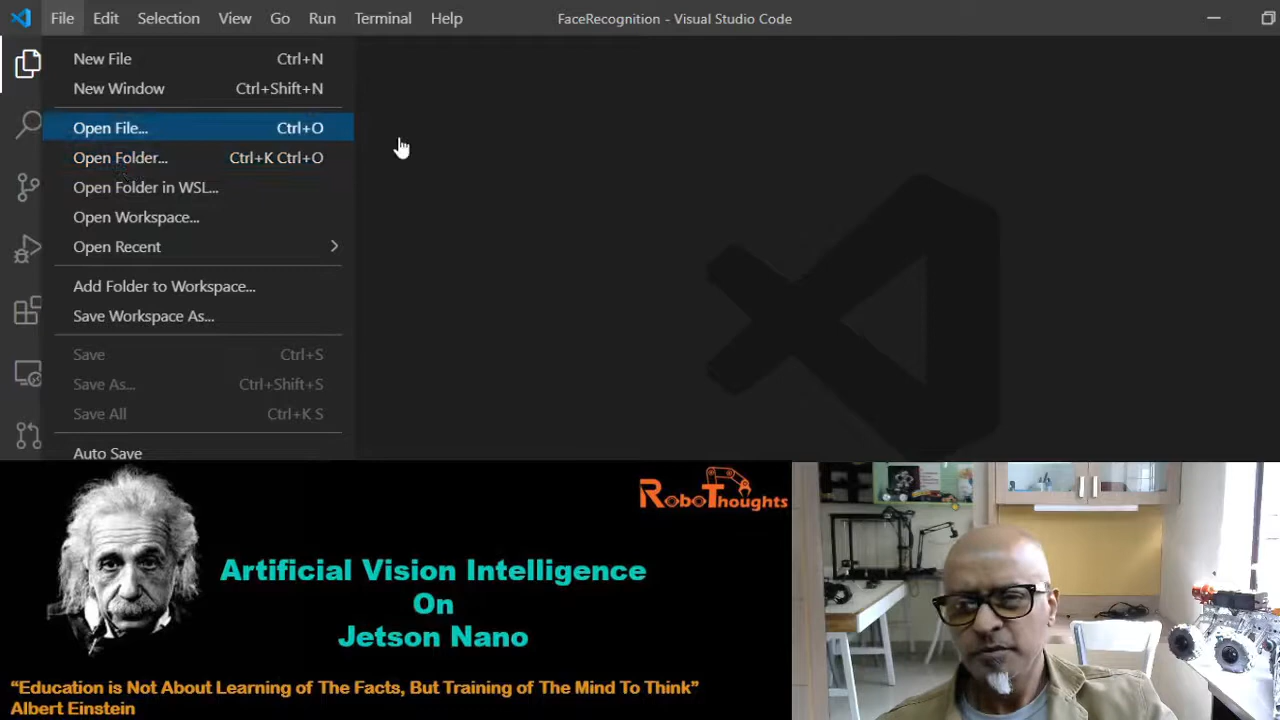 File Edit Selection View Go Run Terminal Help FaceRecognition - Visual Studio Code
New File Ctrl+N
New Window Ctrl+Shift+N
Open File... Ctrl+O
Open Folder... Ctrl+K Ctrl+O
Open Folder in WSL...
Open Workspace...
Open Recent
Add Folder to Workspace...
Save Workspace As...
Save Ctrl+S
Save As... Ctrl+Shift+S
Save All Ctrl+K S
Auto Save
RoboThoughts
Artificial Vision Intelligence
On
Jetson Nano
“Education is Not About Learning of The Facts, But Training of The Mind To Think”
Albert Einstein